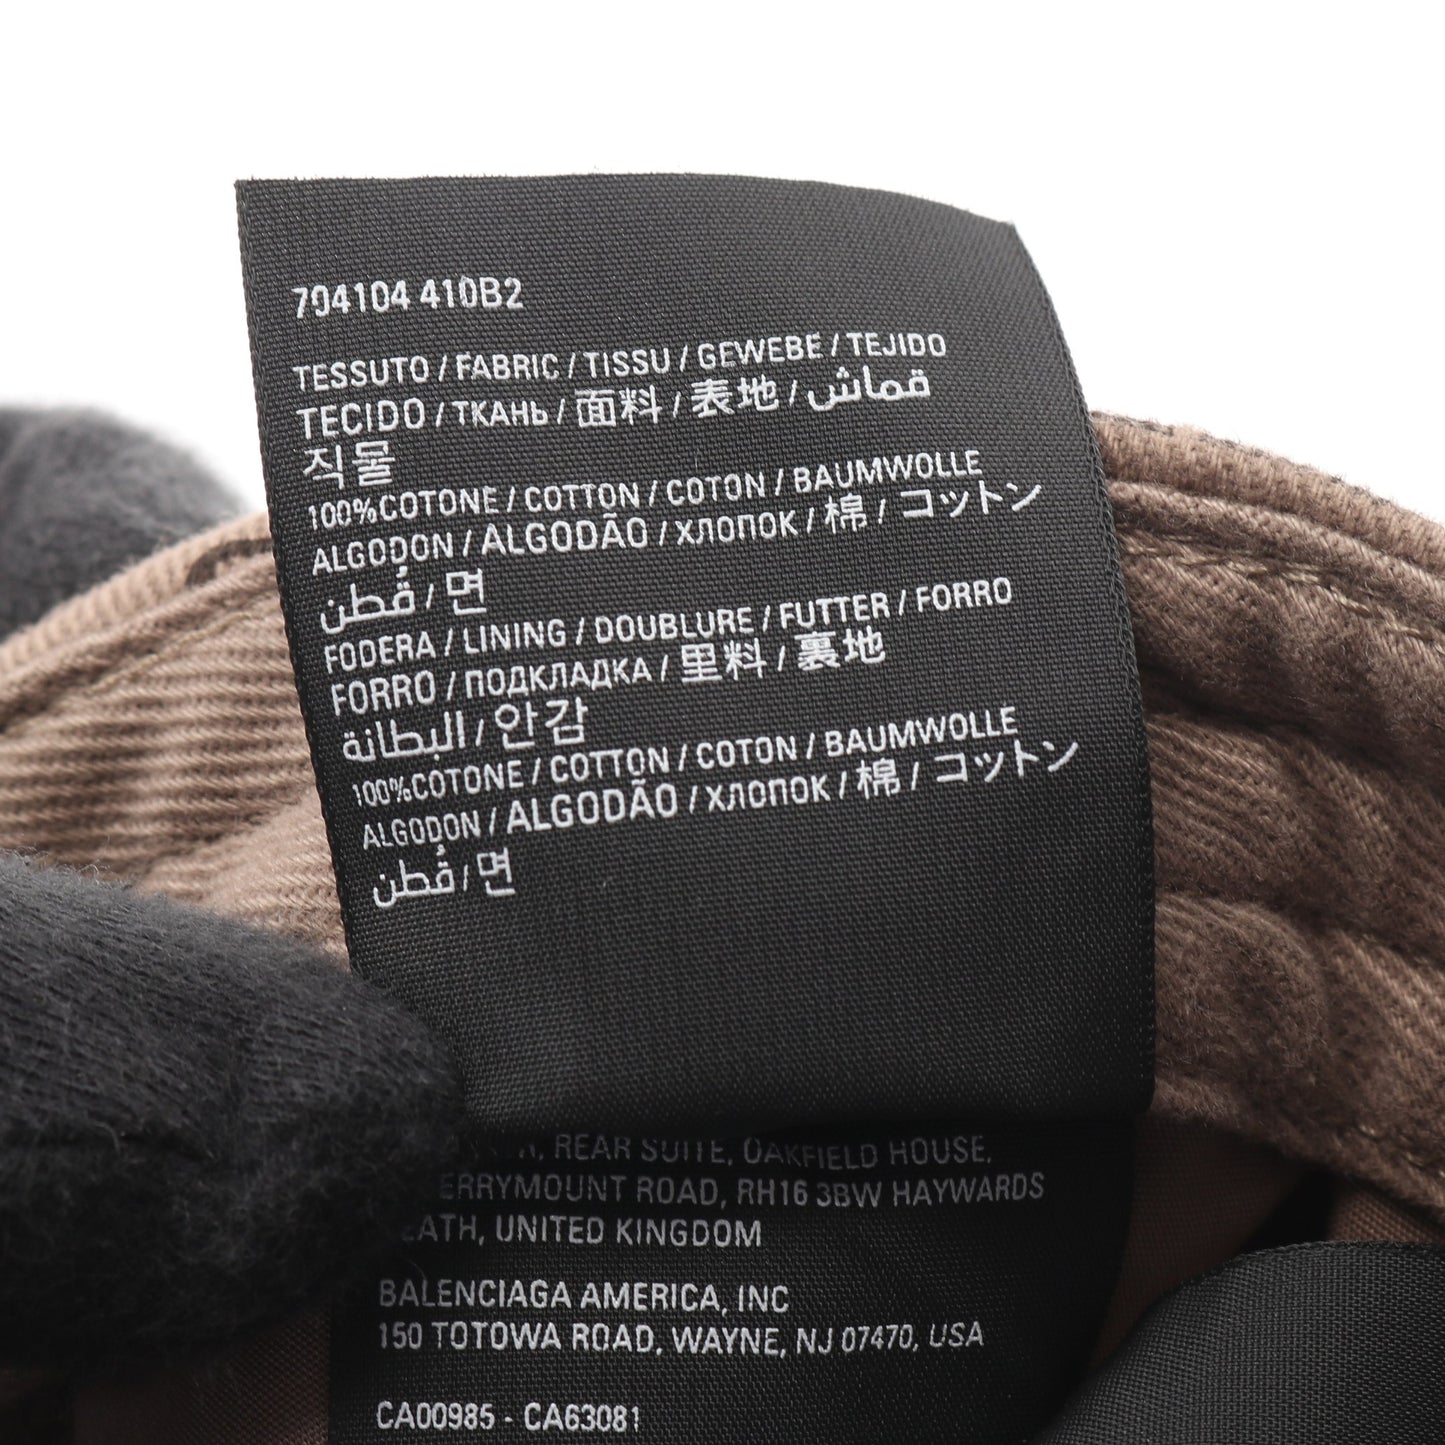 704104 410B2
TESSUTO / FABRIC / TISSU / GEWEBE / TEJIDO
TECIDO / ТКАНЬ / 面料 / 表地 / قماش
직물
100%COTONE / COTTON / COTON / BAUMWOLLE
ALGODON / ALGODÃO / ХЛОПОК / 棉 / コットン
قُطن / 면
FODERA / LINING / DOUBLURE / FUTTER / FORRO
FORRO / ПОДКЛАДКА / 里料 / 裏地
البطانة / 안감
100%COTONE / COTTON / COTON / BAUMWOLLE
ALGODON / ALGODÃO / ХЛОПОК / 棉 / コットン
قُطن / 면
REAR SUITE, OAKFIELD HOUSE,
ERRYMOUNT ROAD, RH16 3BW HAYWARDS
EATH, UNITED KINGDOM
BALENCIAGA AMERICA, INC
150 TOTOWA ROAD, WAYNE, NJ 07470, USA
CA00985 - CA63081